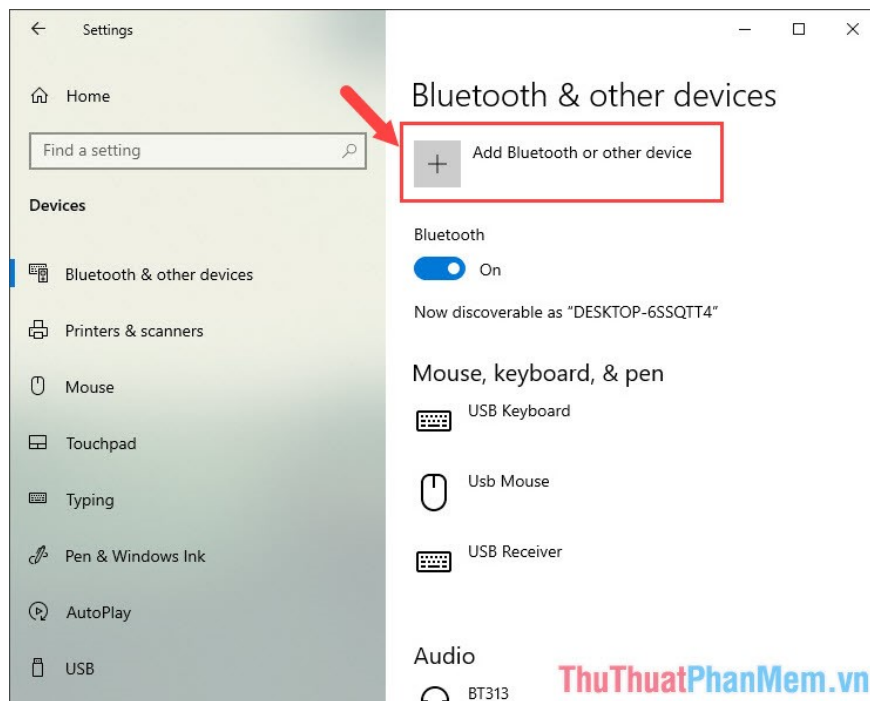 Settings
Home
Find a setting
Devices
Bluetooth & other devices
Printers & scanners
Mouse
Touchpad
Typing
Pen & Windows Ink
AutoPlay
USB
Bluetooth & other devices
Add Bluetooth or other device
Bluetooth
On
Now discoverable as “DESKTOP-6SSQTT4”
Mouse, keyboard, & pen
USB Keyboard
Usb Mouse
USB Receiver
Audio
BT313
ThuThuatPhanMem.vn